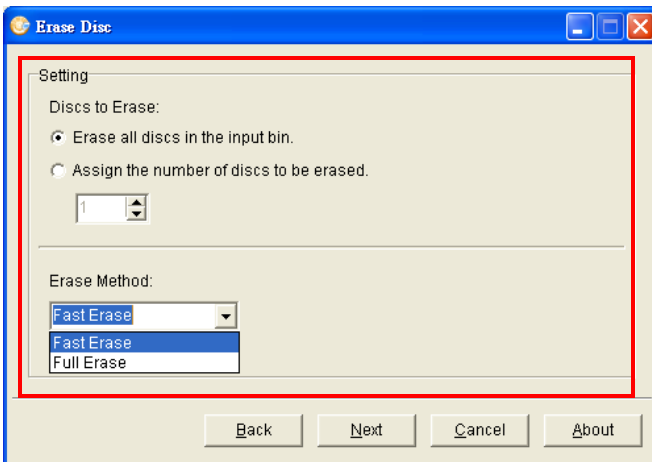 Erase Disc
Setting
Discs to Erase:
Erase all discs in the input bin.
Assign the number of discs to be erased.
1
Erase Method:
Fast Erase
Fast Erase
Full Erase
Back Next Cancel About